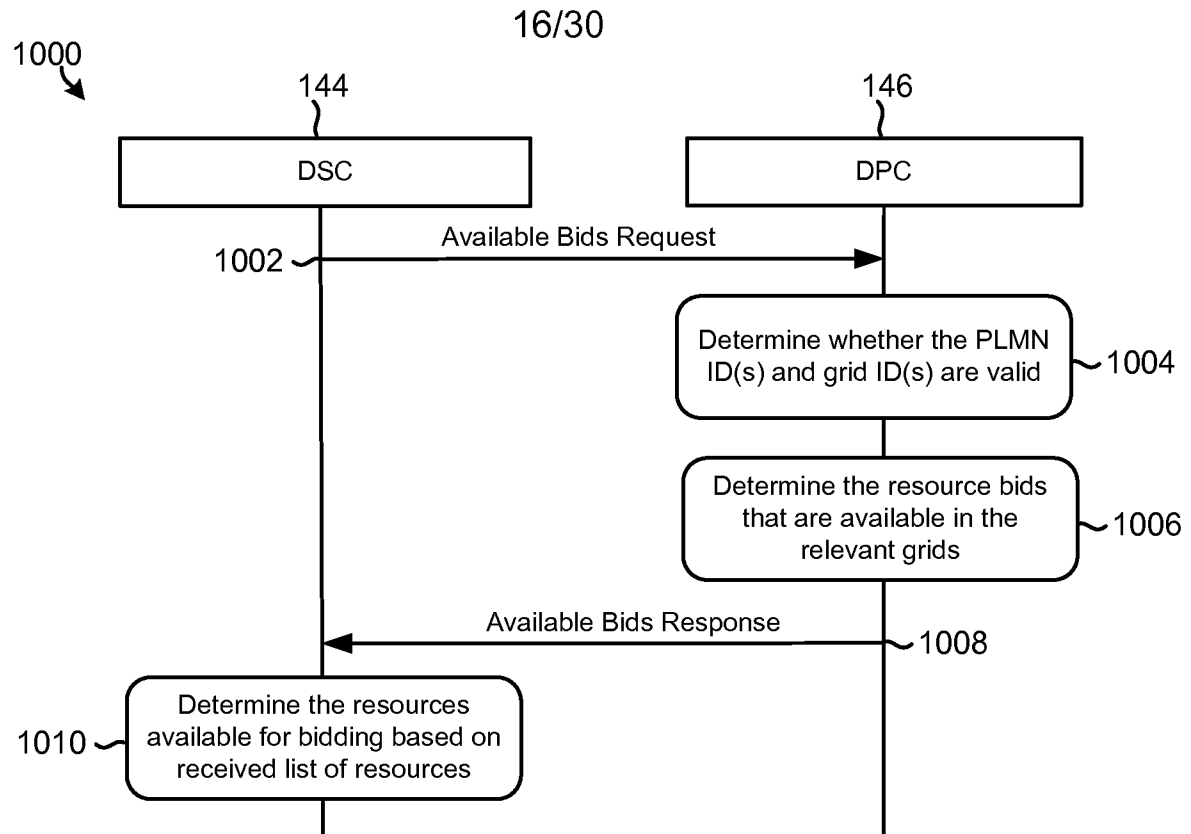 16/30
1000
144
146
DSC
DPC
Available Bids Request
1002
Determine whether the PLMN
ID(s) and grid ID(s) are valid
1004
Determine the resource bids
that are available in the
relevant grids
1006
Available Bids Response
1008
Determine the resources
available for bidding based on
received list of resources
1010